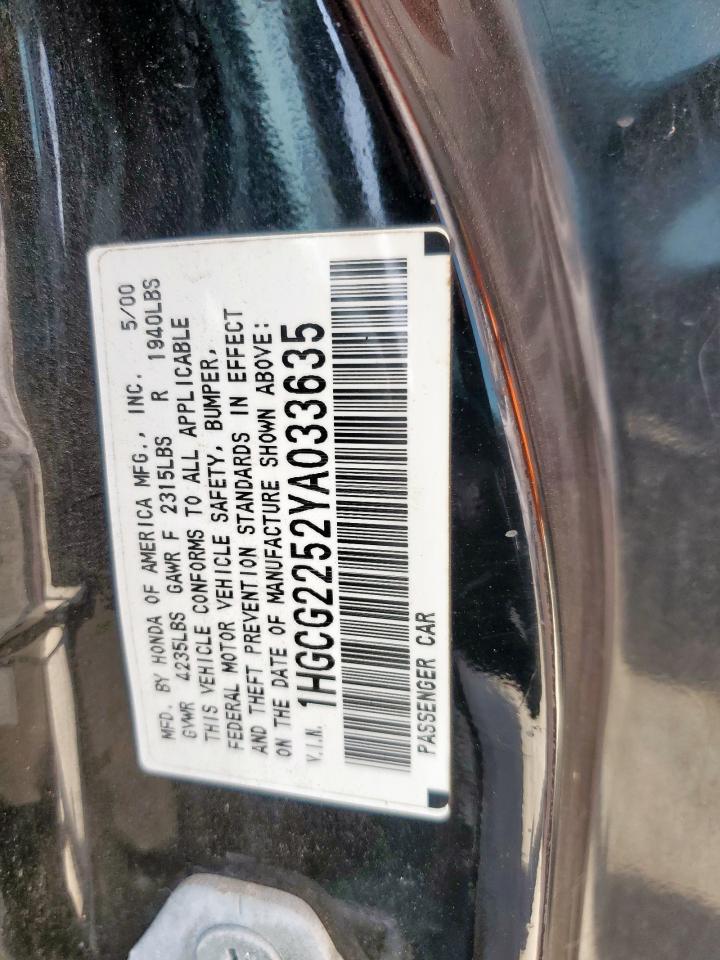 MFD. BY HONDA OF AMERICA MFG., INC. 5/00
GVWR 4235LBS GAWR F 2315LBS R 1940LBS
THIS VEHICLE CONFORMS TO ALL APPLICABLE
FEDERAL MOTOR VEHICLE SAFETY, BUMPER,
AND THEFT PREVENTION STANDARDS IN EFFECT
ON THE DATE OF MANUFACTURE SHOWN ABOVE:
V.I.N. 1HGCG2252YA033635
PASSENGER CAR